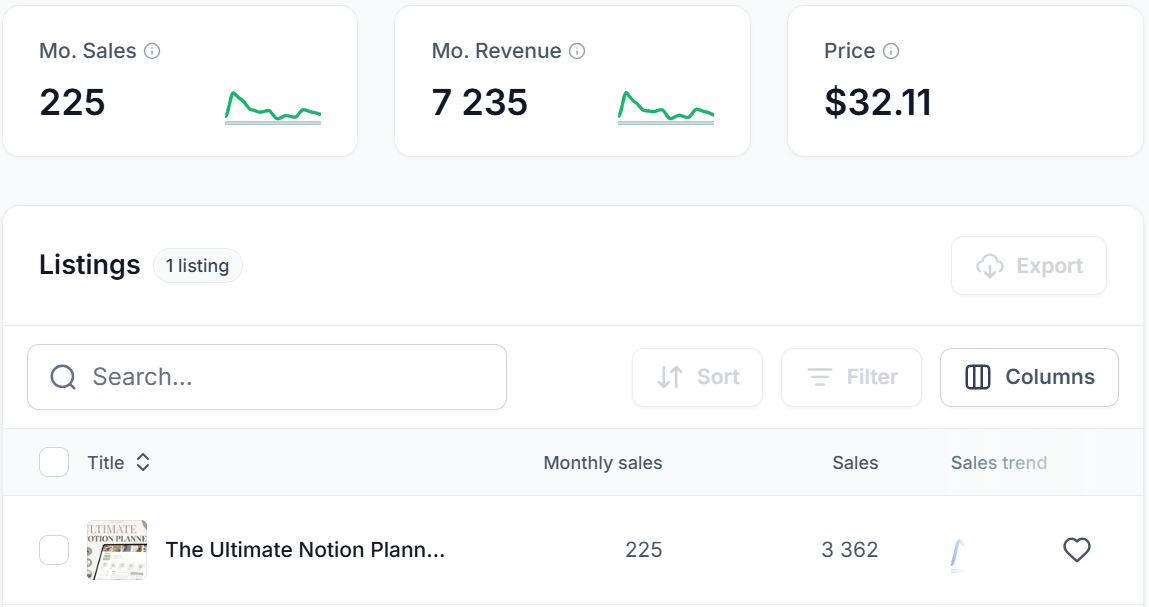 Mo. Sales
225
Mo. Revenue
7 235
Price
$32.11
Listings
1 listing
Export
Search...
Sort
Filter
Columns
Title
Monthly sales
Sales
Sales trend
ULTIMATE
NOTION PLANNE
The Ultimate Notion Plann...
225
3 362